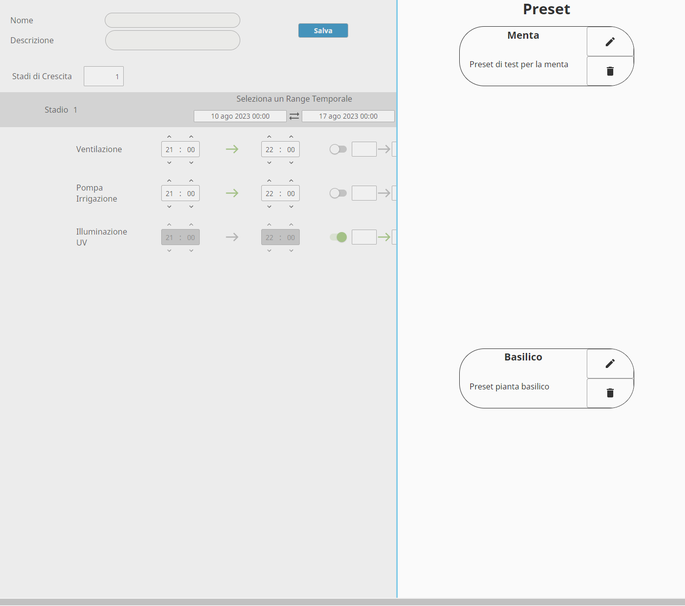 Nome
Descrizione
Salva
Stadi di Crescita 1
Stadio 1
Seleziona un Range Temporale
10 ago 2023 00:00 17 ago 2023 00:00
Ventilazione 21 : 00 22 : 00
Pompa
Irrigazione 21 : 00 22 : 00
Illuminazione
UV 21 : 00 22 : 00
Preset
Menta
Preset di test per la menta
Basilico
Preset pianta basilico